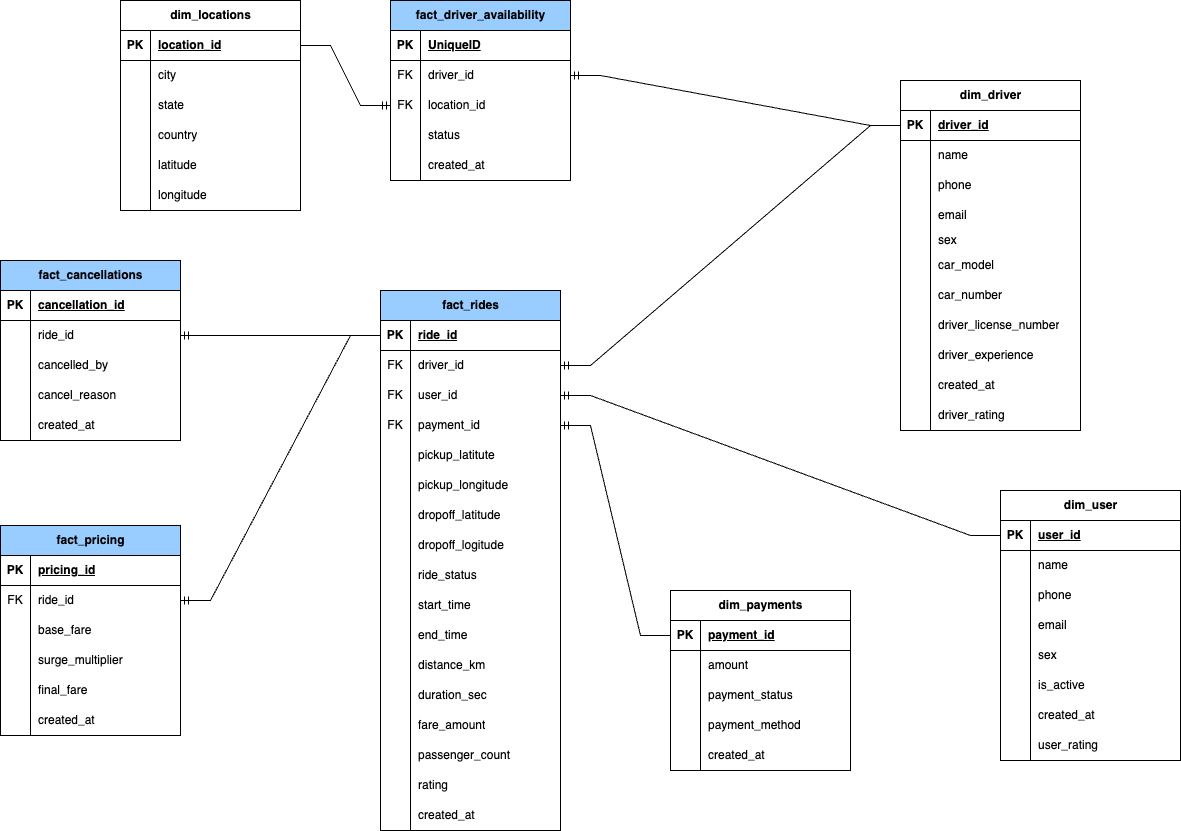 dim_locations
PK location_id
city
state
country
latitude
longitude
fact_driver_availability
PK UniqueID
FK driver_id
FK location_id
status
created_at
dim_driver
PK driver_id
name
phone
email
sex
car_model
car_number
driver_license_number
driver_experience
created_at
driver_rating
fact_cancellations
PK cancellation_id
ride_id
cancelled_by
cancel_reason
created_at
fact_rides
PK ride_id
FK driver_id
FK user_id
FK payment_id
pickup_latitute
pickup_longitude
dropoff_latitude
dropoff_logitude
ride_status
start_time
end_time
distance_km
duration_sec
fare_amount
passenger_count
rating
created_at
fact_pricing
PK pricing_id
FK ride_id
base_fare
surge_multiplier
final_fare
created_at
dim_payments
PK payment_id
amount
payment_status
payment_method
created_at
dim_user
PK user_id
name
phone
email
sex
is_active
created_at
user_rating